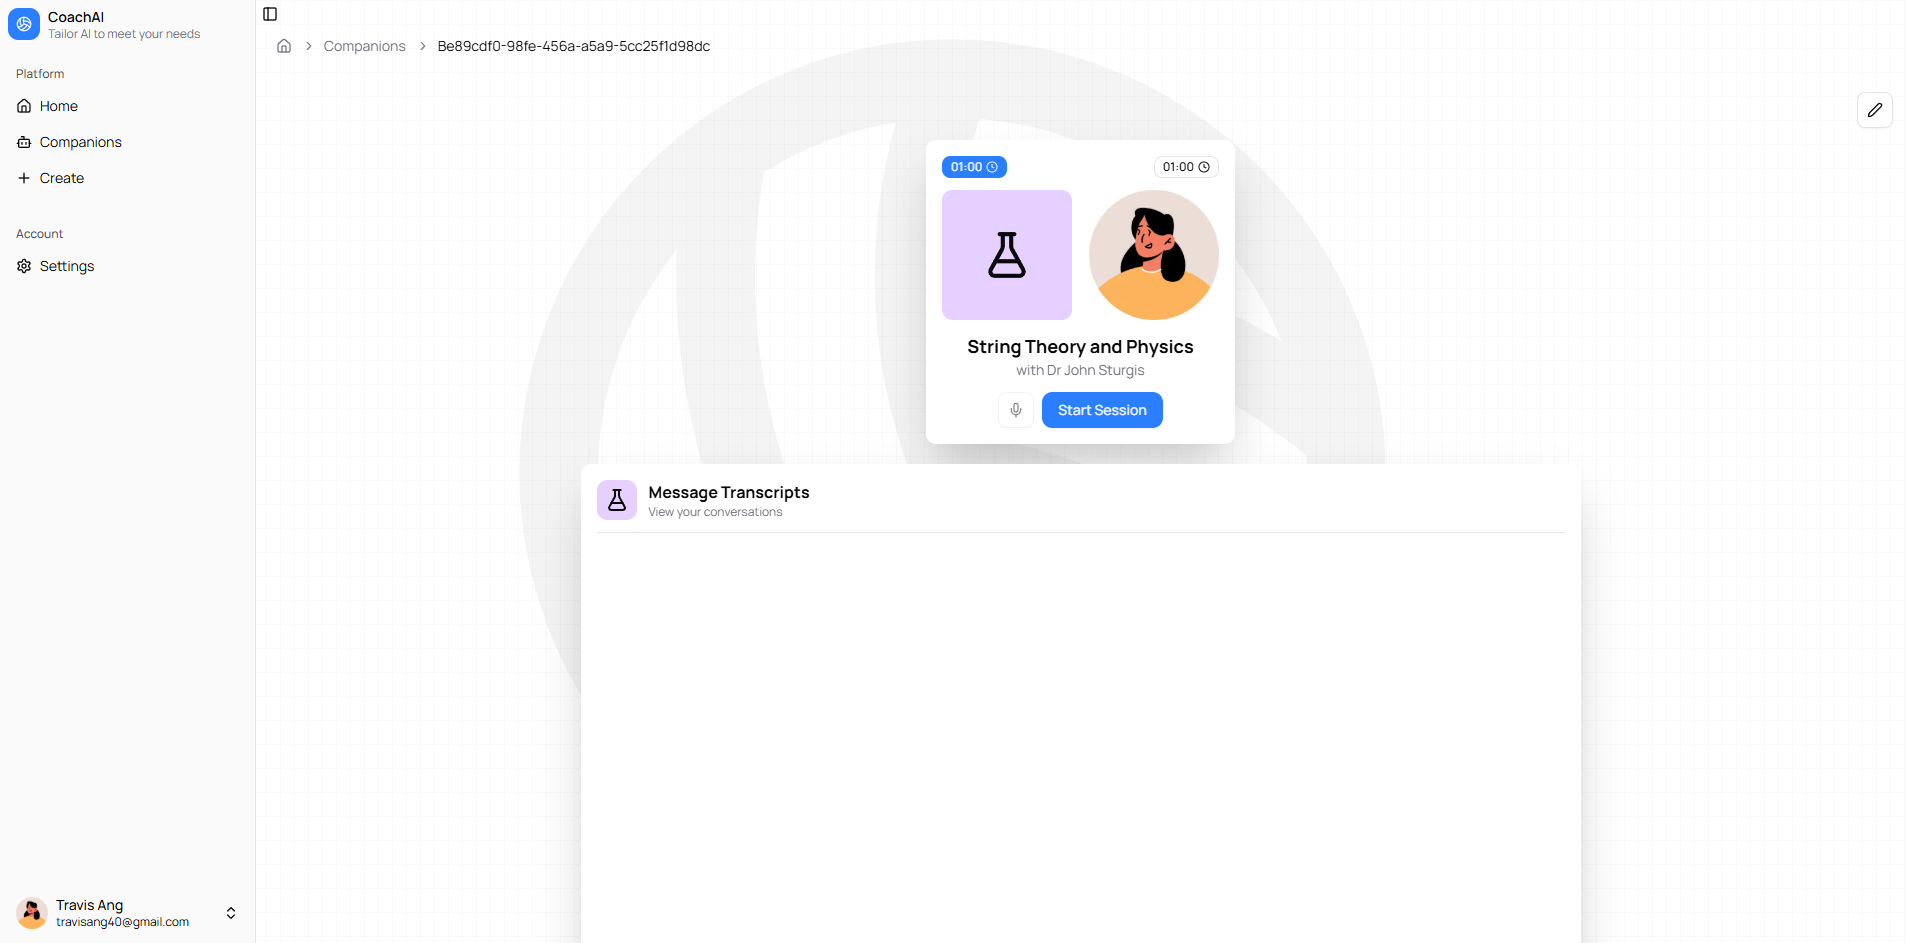 CoachAI
Tailor AI to meet your needs
Platform
Home
Companions
Create
Account
Settings
Travis Ang
travisang40@gmail.com
Companions
Be89cdf0-98fe-456a-a5a9-5cc25f1d98dc
01:00
01:00
String Theory and Physics
with Dr John Sturgis
Start Session
Message Transcripts
View your conversations